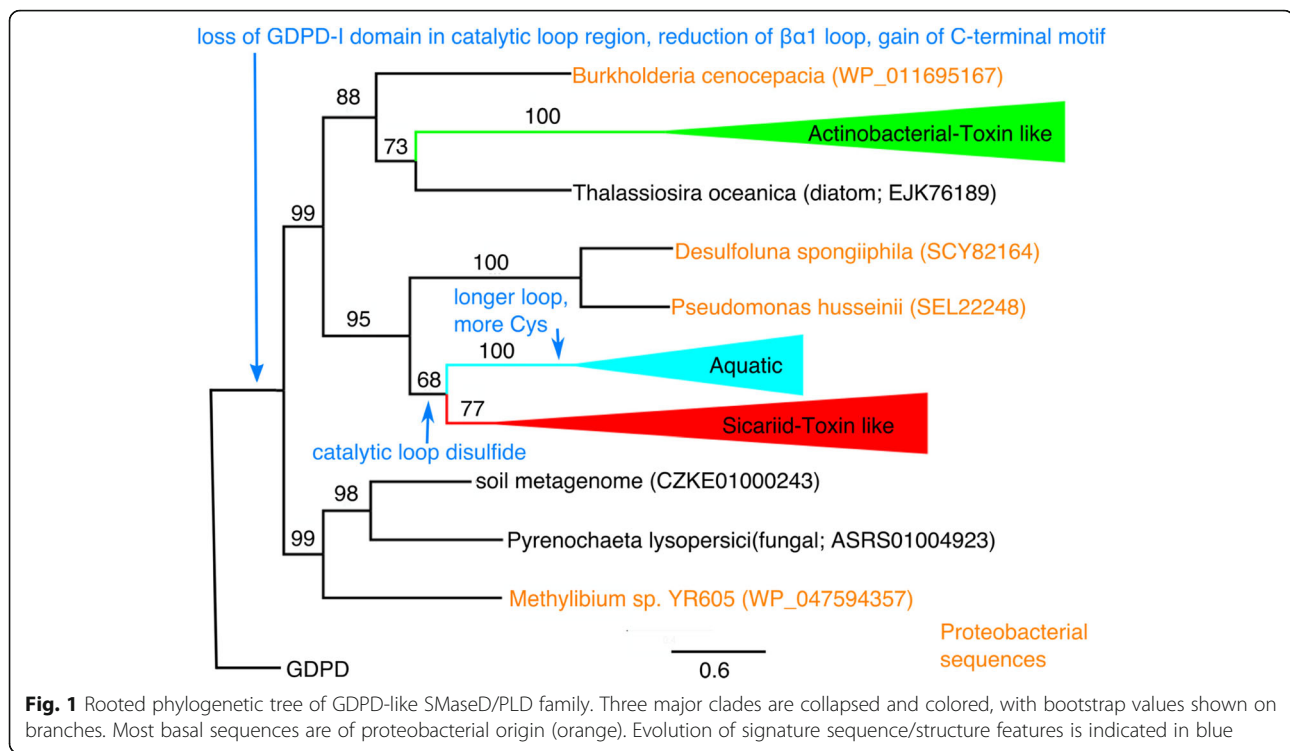 loss of GDPD-I domain in catalytic loop region, reduction of βα1 loop, gain of C-terminal motif
Burkholderia cenocepacia (WP_011695167)
88
100
Actinobacterial-Toxin like
73
Thalassiosira oceanica (diatom; EJK76189)
99
Desulfoluna spongiiphila (SCY82164)
100
longer loop,
more Cys
Pseudomonas husseinii (SEL22248)
95
100
Aquatic
68
77
Sicariid-Toxin like
catalytic loop disulfide
soil metagenome (CZKE01000243)
98
Pyrenochaeta lysopersici(fungal; ASRS01004923)
99
Methylibium sp. YR605 (WP_047594357)
Proteobacterial
sequences
0.6
GDPD
Fig. 1 Rooted phylogenetic tree of GDPD-like SMaseD/PLD family. Three major clades are collapsed and colored, with bootstrap values shown on
branches. Most basal sequences are of proteobacterial origin (orange). Evolution of signature sequence/structure features is indicated in blue